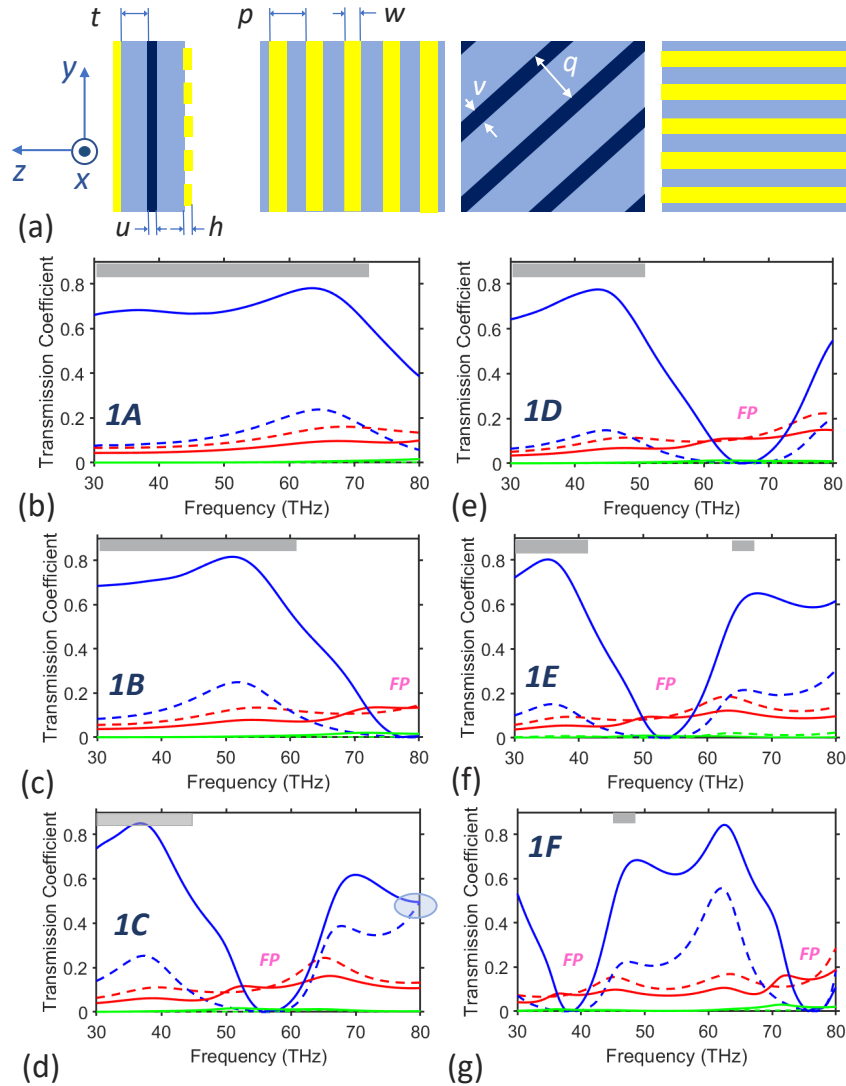 t
p
w
y
z
x
u
h
v
q
(a)
Transmission Coefficient
0.8
0.6
0.4
0.2
0
1A
30 40 50 60 70 80
Frequency (THz)
(b)
Transmission Coefficient
0.8
0.6
0.4
0.2
0
1D
FP
30 40 50 60 70 80
Frequency (THz)
(e)
Transmission Coefficient
0.8
0.6
0.4
0.2
0
1B
FP
30 40 50 60 70 80
Frequency (THz)
(c)
Transmission Coefficient
0.8
0.6
0.4
0.2
0
1E
FP
30 40 50 60 70 80
Frequency (THz)
(f)
Transmission Coefficient
0.8
0.6
0.4
0.2
0
1C
FP
30 40 50 60 70 80
Frequency (THz)
(d)
Transmission Coefficient
0.8
0.6
0.4
0.2
0
1F
FP
FP
30 40 50 60 70 80
Frequency (THz)
(g)